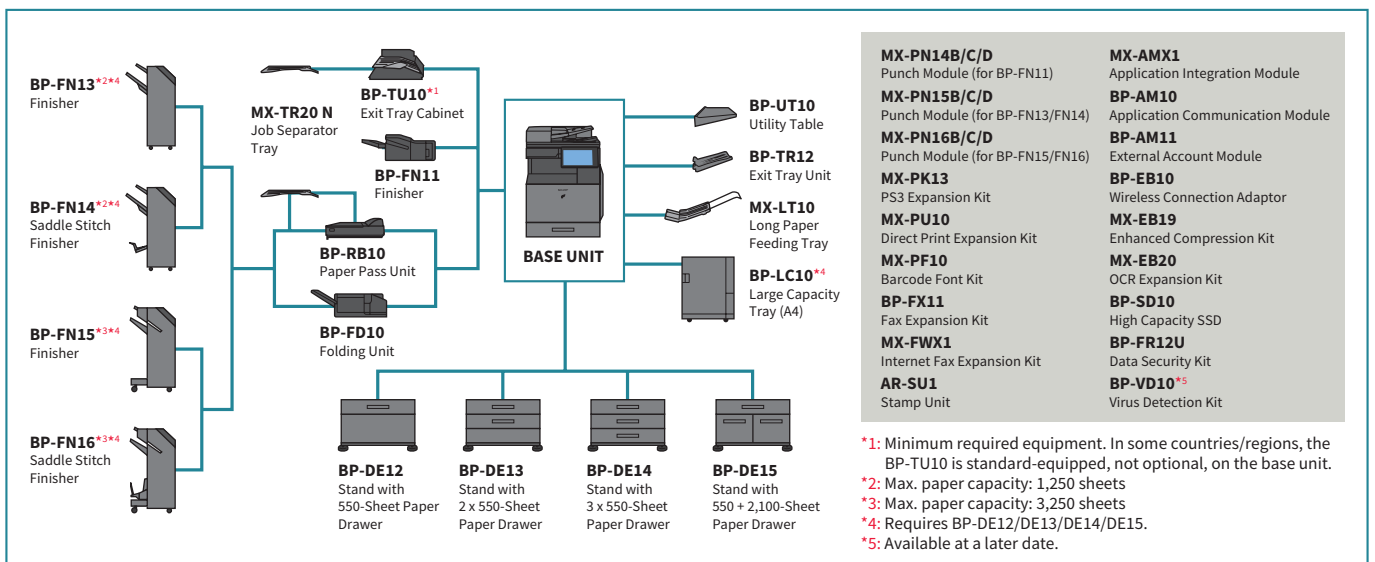 BP-FN13*2*4
Finisher
BP-FN14*2*4
Saddle Stitch
Finisher
BP-FN15*3*4
Finisher
BP-FN16*3*4
Saddle Stitch
Finisher
MX-TR20 N
Job Separator
Tray
BP-TU10*1
Exit Tray Cabinet
BP-FN11
Finisher
BP-RB10
Paper Pass Unit
BP-FD10
Folding Unit
BASE UNIT
BP-UT10
Utility Table
BP-TR12
Exit Tray Unit
MX-LT10
Long Paper
Feeding Tray
BP-LC10*4
Large Capacity
Tray (A4)
BP-DE12
Stand with
550-Sheet Paper
Drawer
BP-DE13
Stand with
2 x 550-Sheet
Paper Drawer
BP-DE14
Stand with
3 x 550-Sheet
Paper Drawer
BP-DE15
Stand with
550 + 2,100-Sheet
Paper Drawer
MX-PN14B/C/D
Punch Module (for BP-FN11)
MX-PN15B/C/D
Punch Module (for BP-FN13/FN14)
MX-PN16B/C/D
Punch Module (for BP-FN15/FN16)
MX-PK13
PS3 Expansion Kit
MX-PU10
Direct Print Expansion Kit
MX-PF10
Barcode Font Kit
BP-FX11
Fax Expansion Kit
MX-FWX1
Internet Fax Expansion Kit
AR-SU1
Stamp Unit
MX-AMX1
Application Integration Module
BP-AM10
Application Communication Module
BP-AM11
External Account Module
BP-EB10
Wireless Connection Adaptor
MX-EB19
Enhanced Compression Kit
MX-EB20
OCR Expansion Kit
BP-SD10
High Capacity SSD
BP-FR12U
Data Security Kit
BP-VD10*5
Virus Detection Kit
*1: Minimum required equipment. In some countries/regions, the
BP-TU10 is standard-equipped, not optional, on the base unit.
*2: Max. paper capacity: 1,250 sheets
*3: Max. paper capacity: 3,250 sheets
*4: Requires BP-DE12/DE13/DE14/DE15.
*5: Available at a later date.